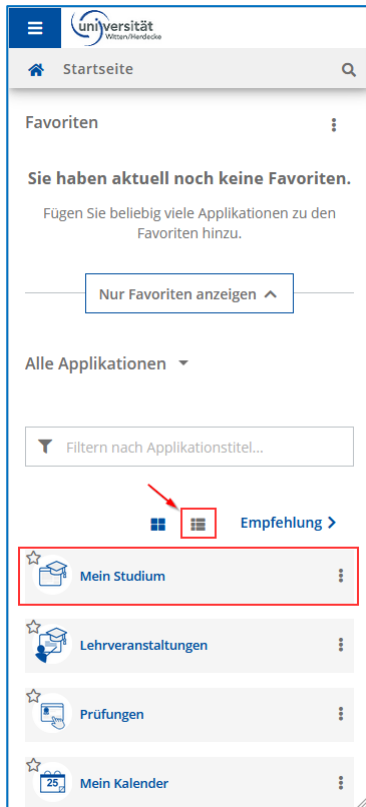 universität
Witten/Herdecke
Startseite
Favoriten
Sie haben aktuell noch keine Favoriten.
Fügen Sie beliebig viele Applikationen zu den
Favoriten hinzu.
Nur Favoriten anzeigen
Alle Applikationen
Filtern nach Applikationstitel...
Empfehlung
Mein Studium
Lehrveranstaltungen
Prüfungen
25
Mein Kalender